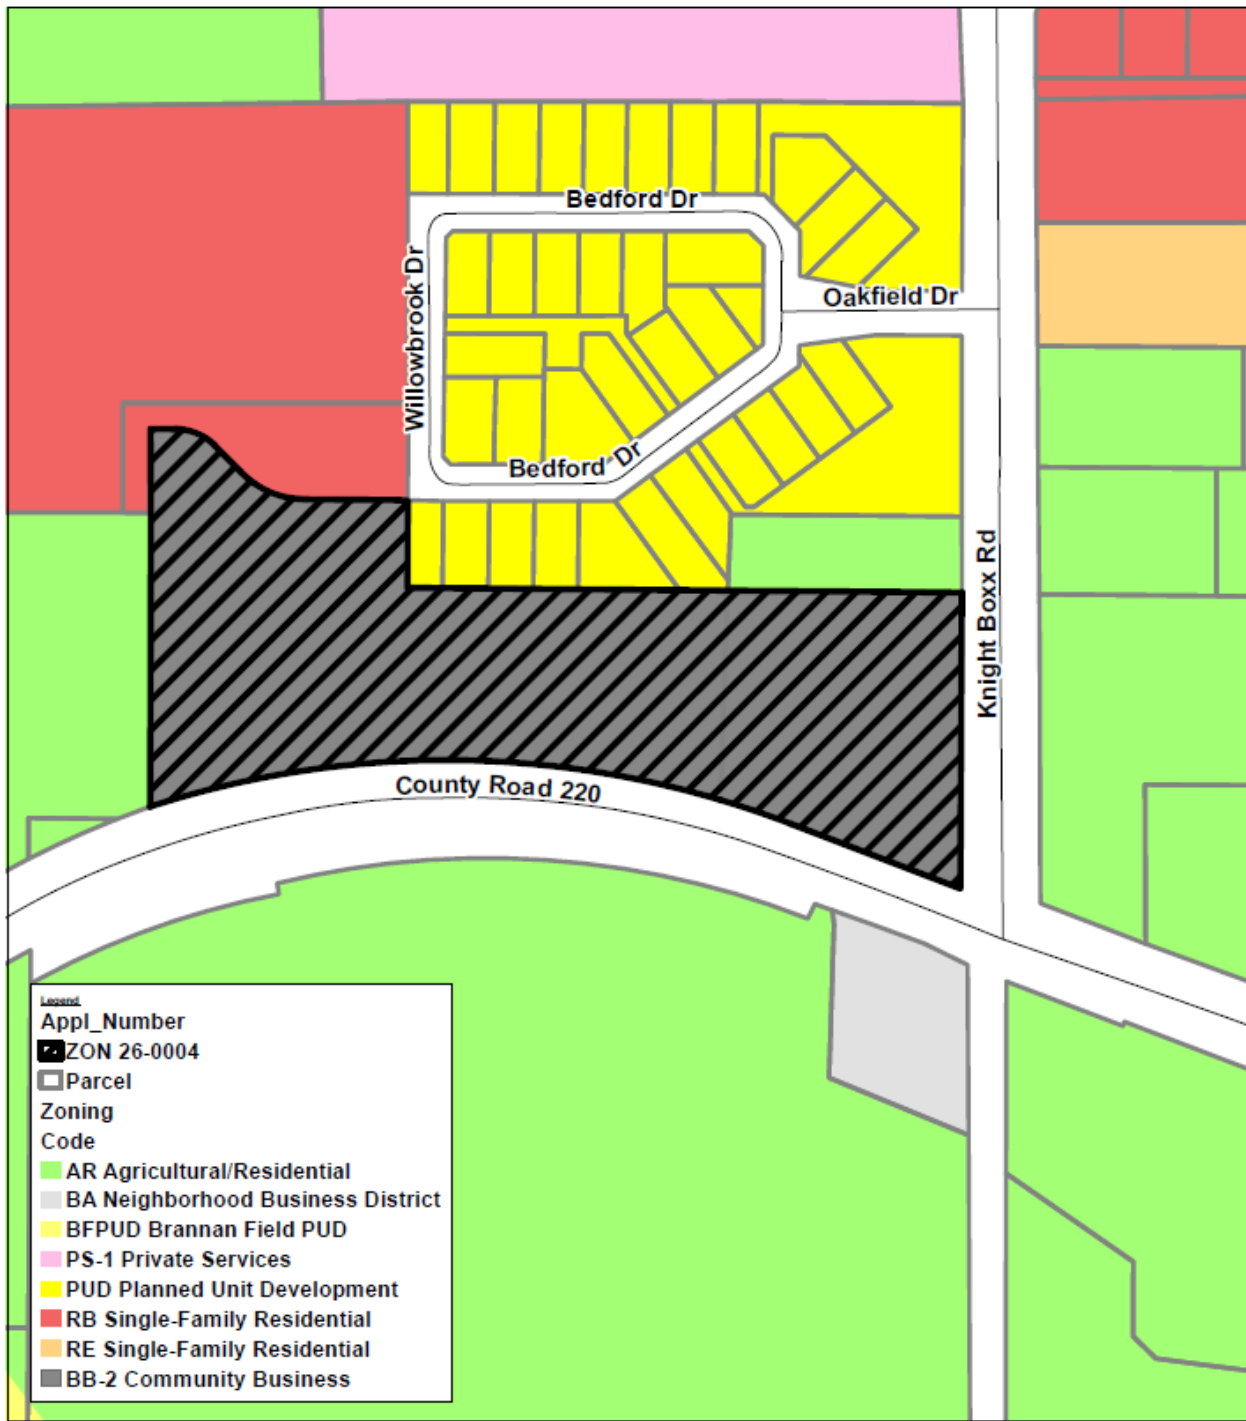 Bedford Dr
Willowbrook Dr
Oakfield Dr
Bedford Dr
Knight Boxx Rd
County Road 220
Legend
Appl_Number
ZON 26-0004
Parcel
Zoning
Code
AR Agricultural/Residential
BA Neighborhood Business District
BFPUD Brannan Field PUD
PS-1 Private Services
PUD Planned Unit Development
RB Single-Family Residential
RE Single-Family Residential
BB-2 Community Business